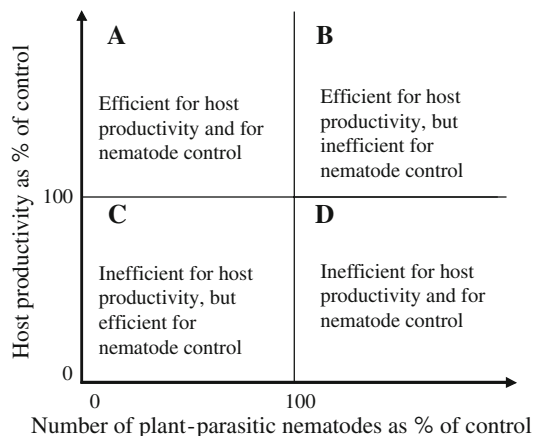 A
Efficient for host
productivity and for
nematode control
B
Efficient for host
productivity, but
inefficient for
nematode control
C
Inefficient for host
productivity, but
efficient for
nematode control
D
Inefficient for host
productivity and for
nematode control
Host productivity as % of control
100
0
0
100
Number of plant-parasitic nematodes as % of control